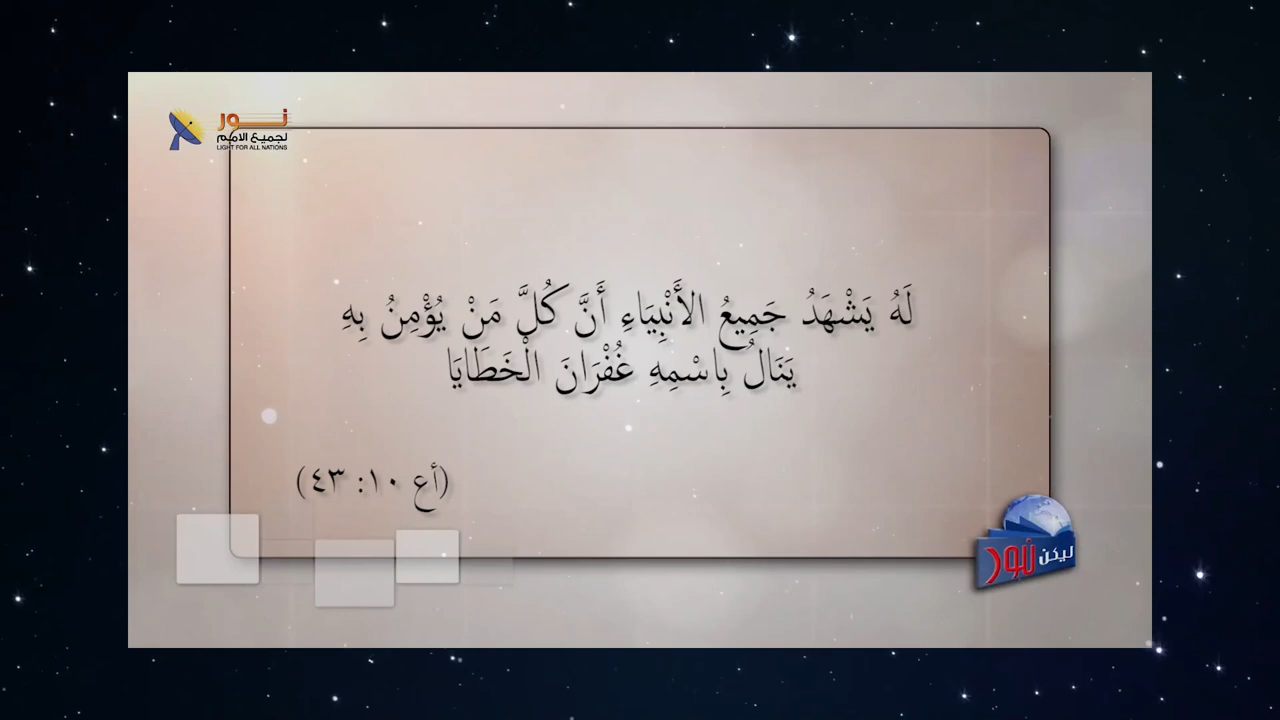 نور
لجميع الامم
LIGHT FOR ALL NATIONS
لَهُ يَشْهَدُ جَمِيعُ الأَنْبِيَاءِ أَنَّ كُلَّ مَنْ يُؤْمِنُ بِهِ
يَنَالُ بِاسْمِهِ غُفْرَانَ الْخَطَايَا
(أع ١٠: ٤٣)
ليكن نور